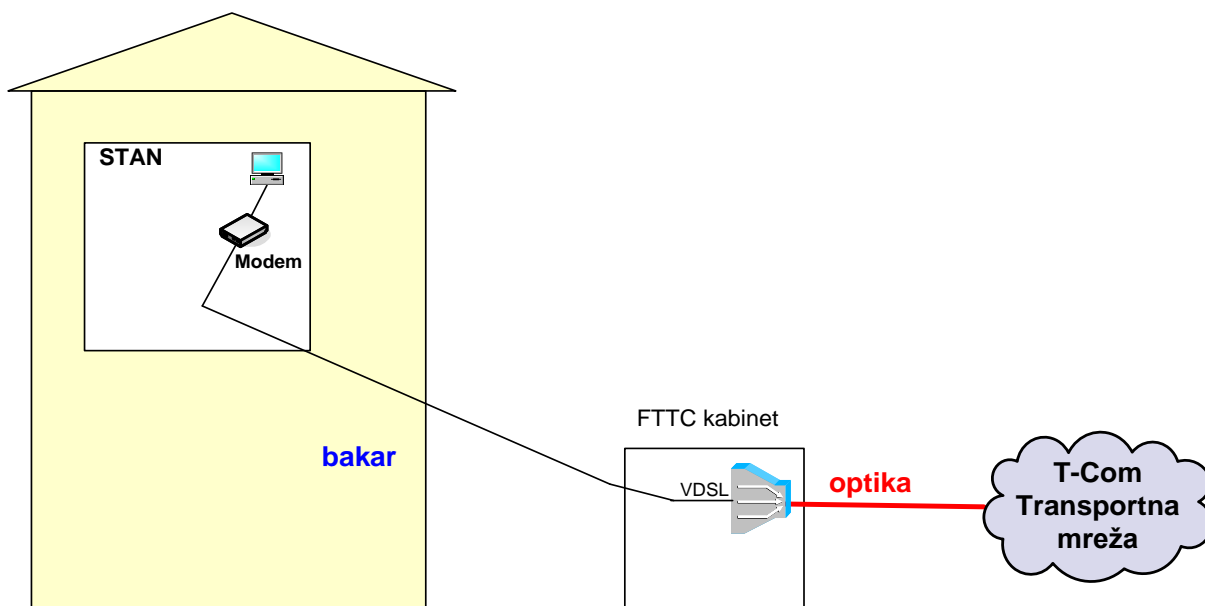 STAN
Modem
bakar
FTTC kabinet
VDSL
optika
T-Com
Transportna
mreža